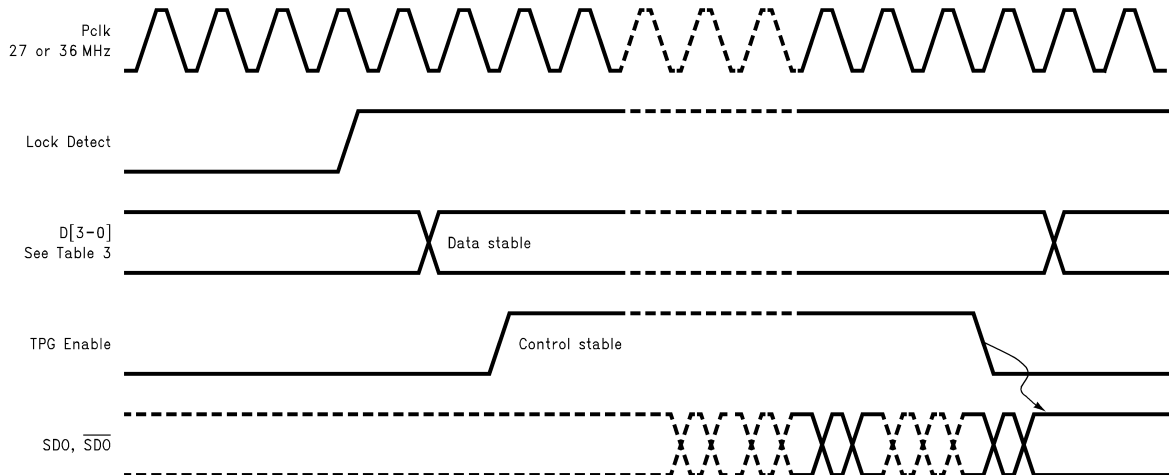 Pclk
27 or 36 MHz
Lock Detect
D[3-0]
See Table 3
Data stable
TPG Enable
Control stable
SDO, SDO